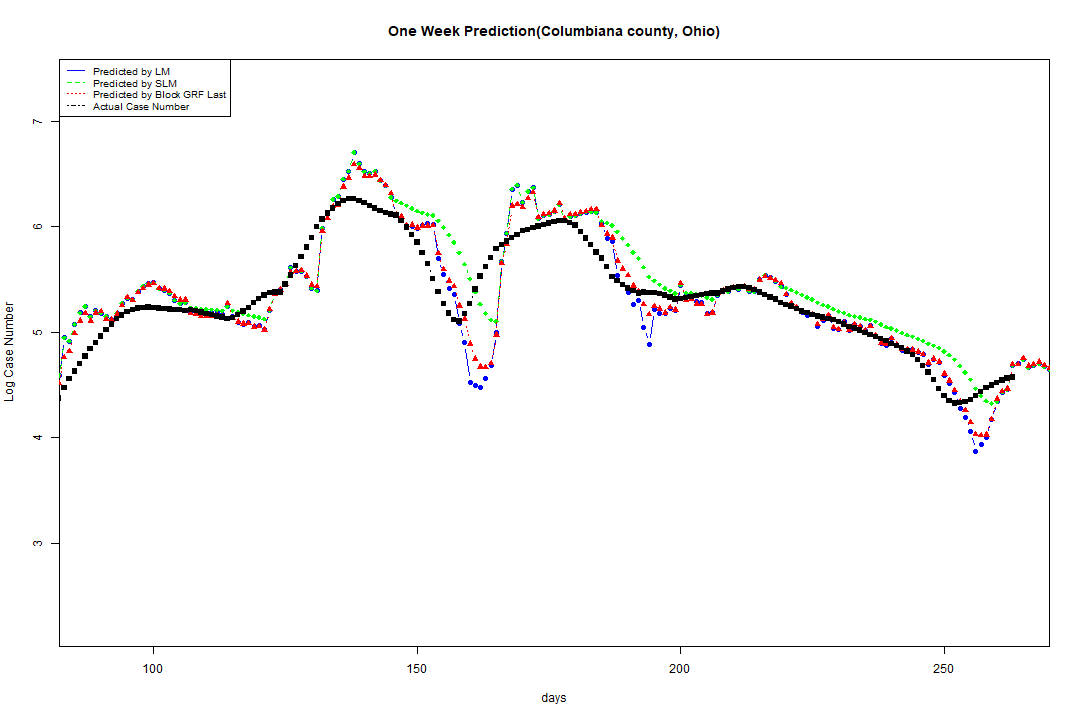 One Week Prediction(Columbiana county, Ohio)
Predicted by LM
Predicted by SLM
Predicted by Block GRF Last
Actual Case Number
7
6
5
4
3
Log Case Number
100 150 200 250
days